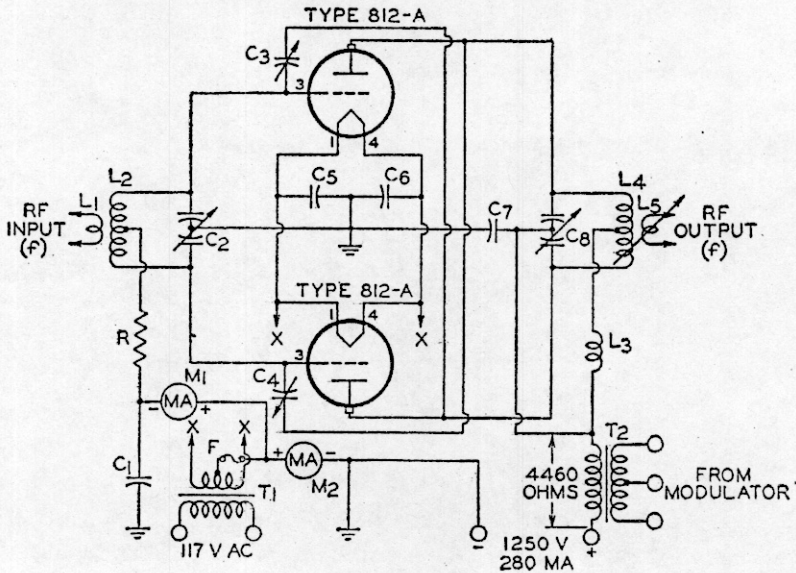 TYPE 812-A
C3
3
1
4
L2
L4
L1
C5
C6
C7
L5
RF
INPUT
(f)
C2
C8
RF
OUTPUT
(f)
TYPE 812-A
1
4
X
X
R
3
L3
M1
C4
- MA +
X
X
F
+ MA -
M2
T2
C1
T1
4460
OHMS
FROM
MODULATOR
117 V AC
-
+
1250 V
280 MA